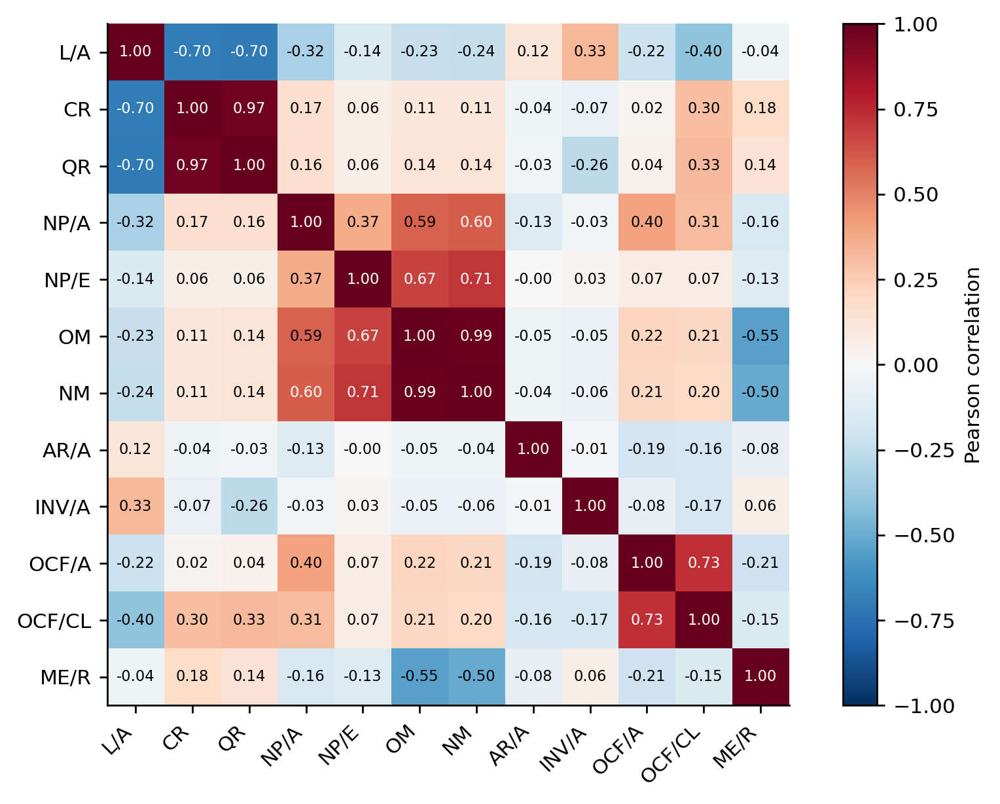 L/A 1.00 -0.70 -0.70 -0.32 -0.14 -0.23 -0.24 0.12 0.33 -0.22 -0.40 -0.04
CR -0.70 1.00 0.97 0.17 0.06 0.11 0.11 -0.04 -0.07 0.02 0.30 0.18
QR -0.70 0.97 1.00 0.16 0.06 0.14 0.14 -0.03 -0.26 0.04 0.33 0.14
NP/A -0.32 0.17 0.16 1.00 0.37 0.59 0.60 -0.13 -0.03 0.40 0.31 -0.16
NP/E -0.14 0.06 0.06 0.37 1.00 0.67 0.71 -0.00 0.03 0.07 0.07 -0.13
OM -0.23 0.11 0.14 0.59 0.67 1.00 0.99 -0.05 -0.05 0.22 0.21 -0.55
NM -0.24 0.11 0.14 0.60 0.71 0.99 1.00 -0.04 -0.06 0.21 0.20 -0.50
AR/A 0.12 -0.04 -0.03 -0.13 -0.00 -0.05 -0.04 1.00 -0.01 -0.19 -0.16 -0.08
INV/A 0.33 -0.07 -0.26 -0.03 0.03 -0.05 -0.06 -0.01 1.00 -0.08 -0.17 0.06
OCF/A -0.22 0.02 0.04 0.40 0.07 0.22 0.21 -0.19 -0.08 1.00 0.73 -0.21
OCF/CL -0.40 0.30 0.33 0.31 0.07 0.21 0.20 -0.16 -0.17 0.73 1.00 -0.15
ME/R -0.04 0.18 0.14 -0.16 -0.13 -0.55 -0.50 -0.08 0.06 -0.21 -0.15 1.00
L/A CR QR NP/A NP/E OM NM AR/A INV/A OCF/A OCF/CL ME/R
1.00
0.75
0.50
0.25
0.00
−0.25
−0.50
−0.75
−1.00
Pearson correlation